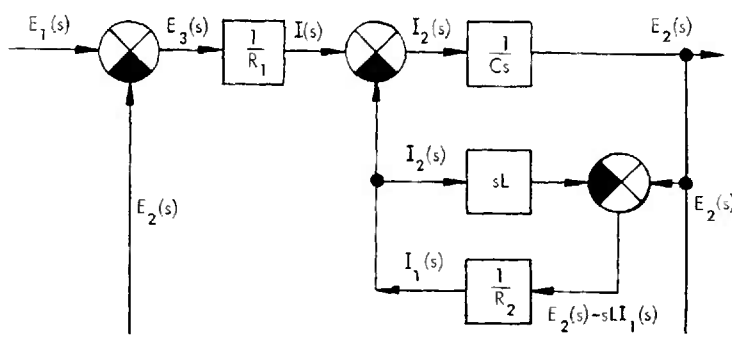 E₁(s)
E₃(s)
1
R₁
I(s)
I₂(s)
1
Cs
E₂(s)
I₂(s)
sL
E₂(s)
E₂(s)
I₁(s)
1
R₂
E₂(s)-sLI₁(s)